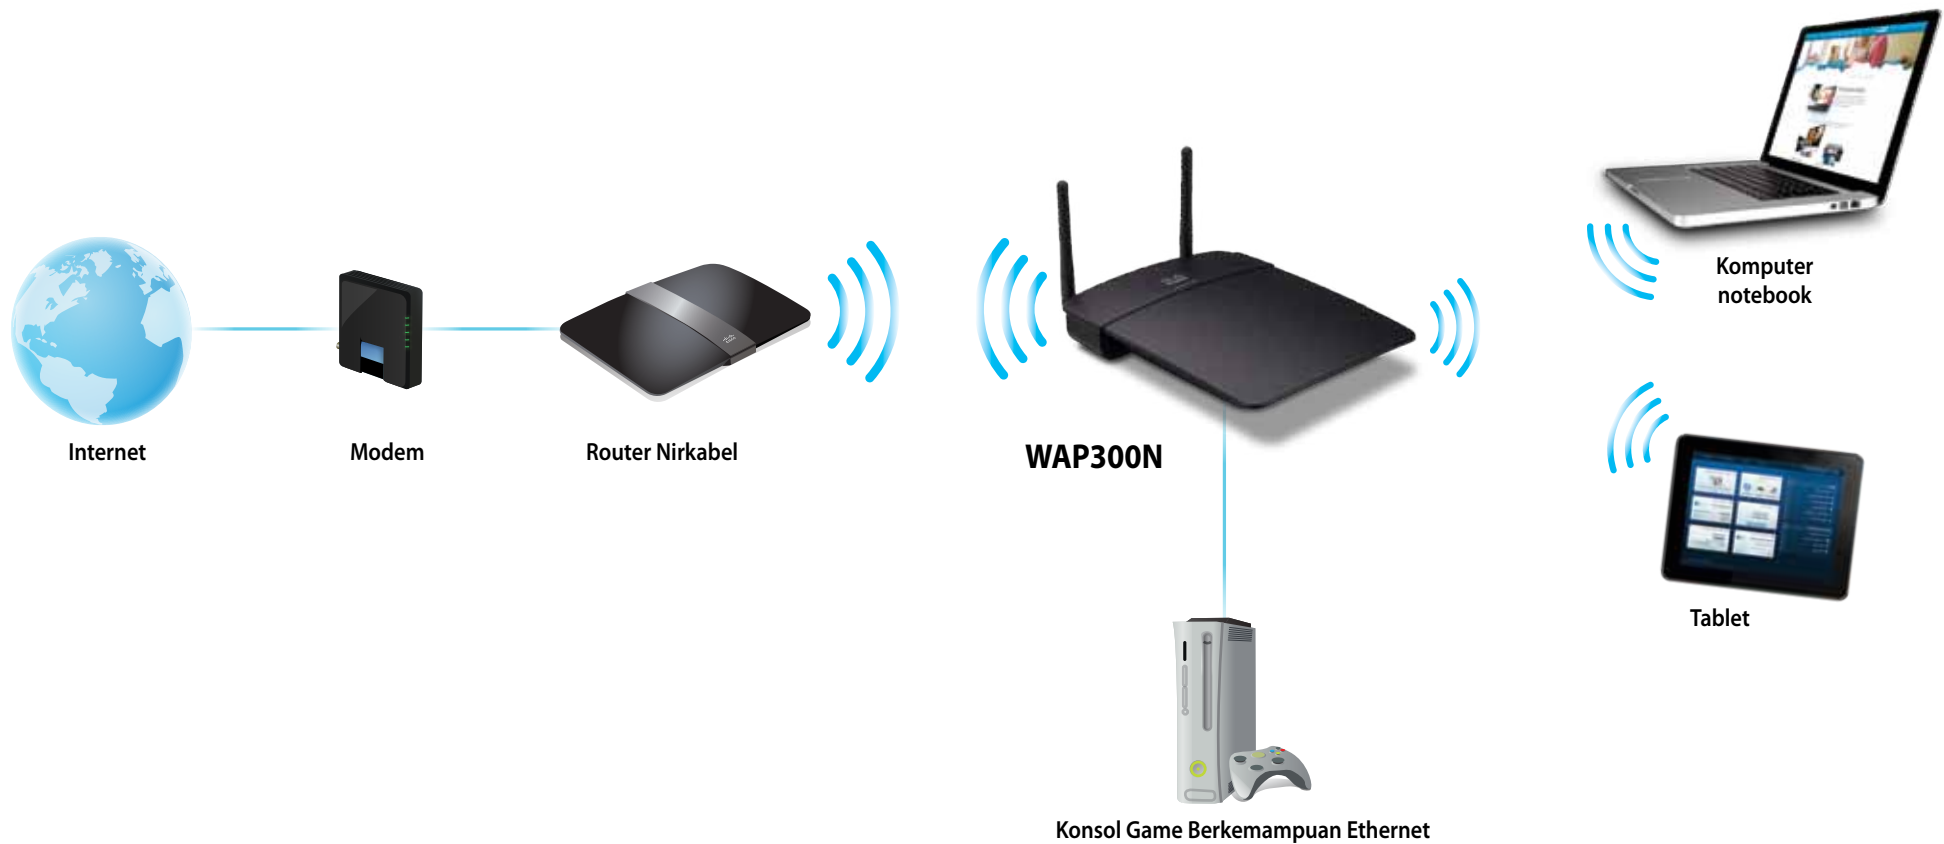 Internet
Modem
Router Nirkabel
WAP300N
Komputer
notebook
Tablet
Konsol Game Berkemampuan Ethernet